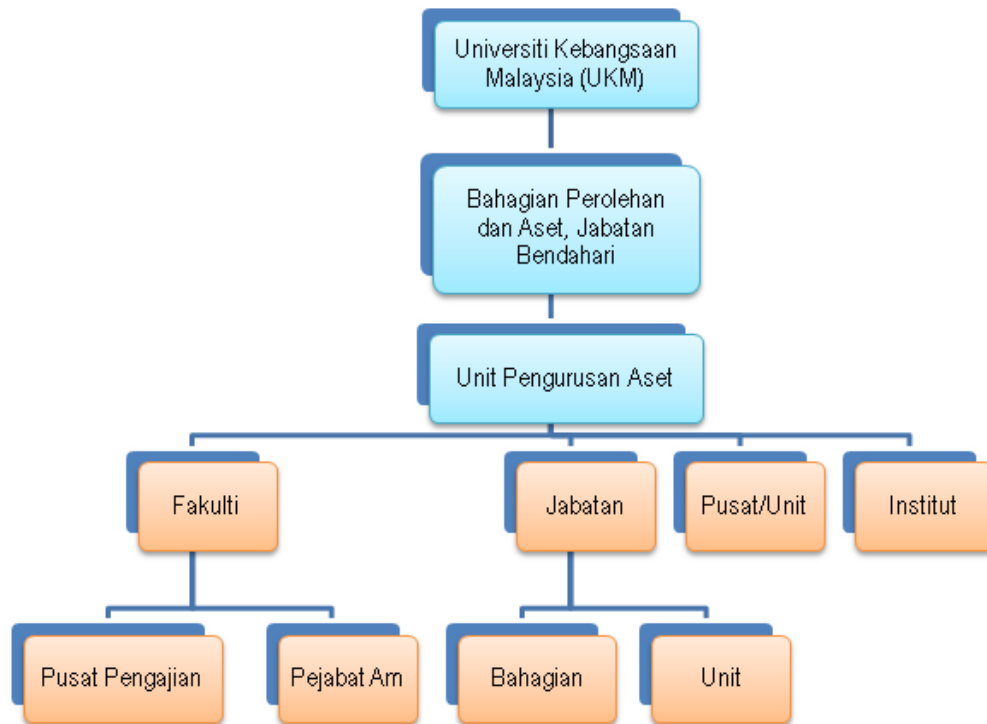 Universiti Kebangsaan
Malaysia (UKM)
Bahagian Perolehan
dan Aset, Jabatan
Bendahari
Unit Pengurusan Aset
Fakulti
Jabatan
Pusat/Unit
Institut
Pusat Pengajian
Pejabat Am
Bahagian
Unit